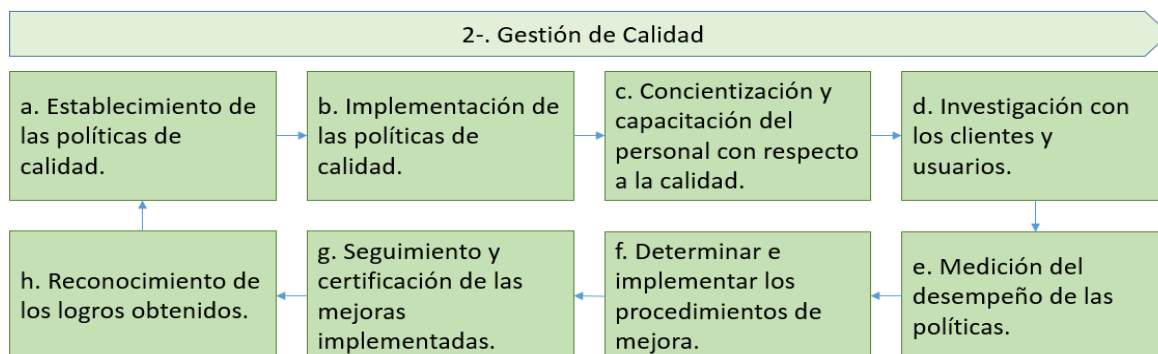 2-. Gestión de Calidad
a. Establecimiento de
las políticas de
calidad.
b. Implementación de
las políticas de
calidad.
c. Concientización y
capacitación del
personal con respecto
a la calidad.
d. Investigación con
los clientes y
usuarios.
e. Medición del
desempeño de las
políticas.
f. Determinar e
implementar los
procedimientos de
mejora.
g. Seguimiento y
certificación de las
mejoras
implementadas.
h. Reconocimiento de
los logros obtenidos.